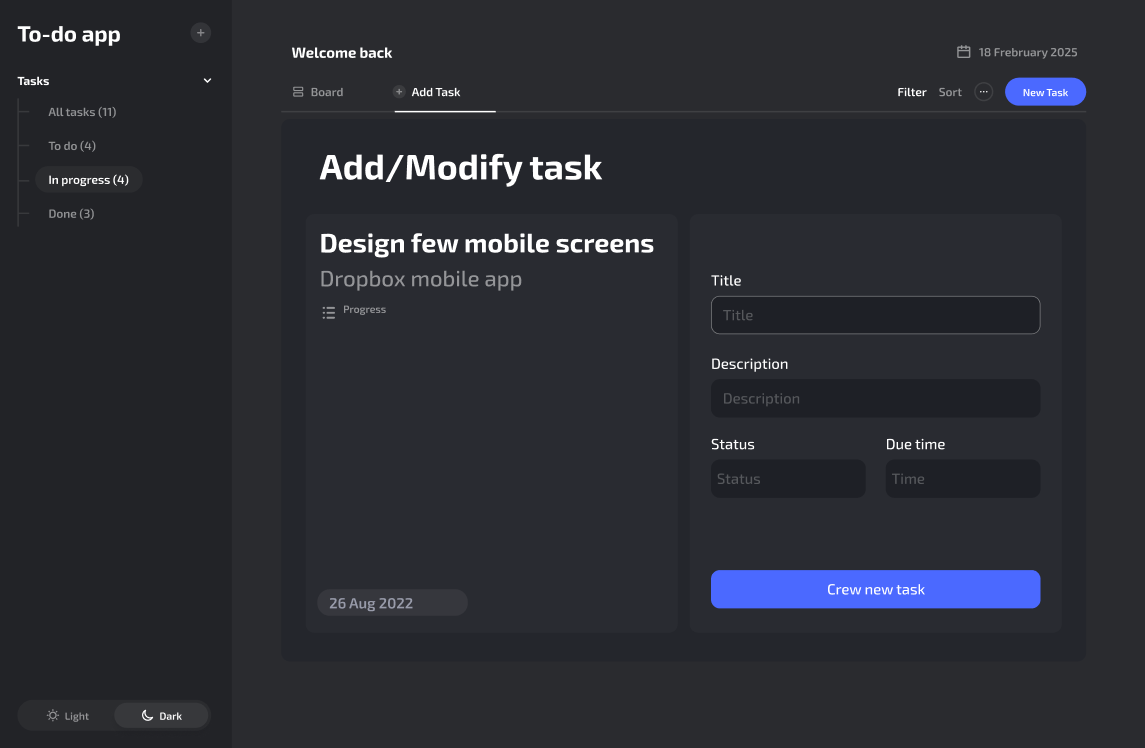 To-do app
Tasks
All tasks (11)
To do (4)
In progress (4)
Done (3)
Light
Dark
Welcome back
18 Frebruary 2025
Board
Add Task
Filter
Sort
New Task
Add/Modify task
Design few mobile screens
Dropbox mobile app
Progress
26 Aug 2022
Title
Title
Description
Description
Status
Due time
Status
Time
Crew new task